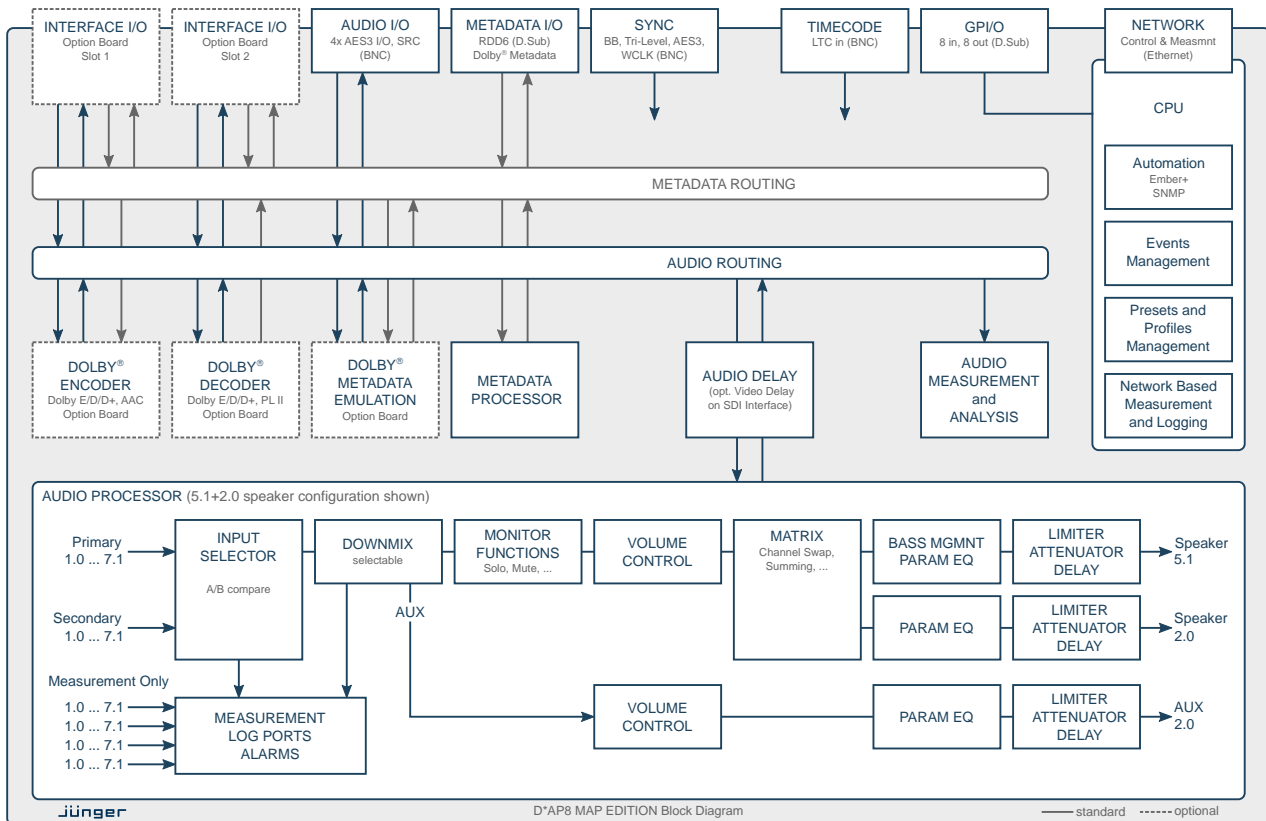 INTERFACE I/O
Option Board
Slot 1
INTERFACE I/O
Option Board
Slot 2
AUDIO I/O
4x AES3 I/O, SRC
(BNC)
METADATA I/O
RDD6 (D.Sub)
Dolby® Metadata
SYNC
BB, Tri-Level, AES3,
WCLK (BNC)
TIMECODE
LTC in (BNC)
GPI/O
8 in, 8 out (D.Sub)
NETWORK
Control & Measmnt
(Ethernet)
CPU
Automation
Ember+
SNMP
Events
Management
Presets and
Profiles
Management
Network Based
Measurement
and Logging
METADATA ROUTING
AUDIO ROUTING
DOLBY®
ENCODER
Dolby E/D/D+, AAC
Option Board
DOLBY®
DECODER
Dolby E/D/D+, PL II
Option Board
DOLBY®
METADATA
EMULATION
Option Board
METADATA
PROCESSOR
AUDIO DELAY
(opt. Video Delay
on SDI Interface)
AUDIO
MEASUREMENT
and
ANALYSIS
AUDIO PROCESSOR (5.1+2.0 speaker configuration shown)
Primary
1.0 ... 7.1
Secondary
1.0 ... 7.1
Measurement Only
1.0 ... 7.1
1.0 ... 7.1
1.0 ... 7.1
1.0 ... 7.1
INPUT
SELECTOR
A/B compare
DOWNMIX
selectable
MONITOR
FUNCTIONS
Solo, Mute, ...
VOLUME
CONTROL
MATRIX
Channel Swap,
Summing, ...
BASS MGMNT
PARAM EQ
LIMITER
ATTENUATOR
DELAY
Speaker
5.1
AUX
PARAM EQ
LIMITER
ATTENUATOR
DELAY
Speaker
2.0
MEASUREMENT
LOG PORTS
ALARMS
VOLUME
CONTROL
PARAM EQ
LIMITER
ATTENUATOR
DELAY
AUX
2.0
jünger
D*AP8 MAP EDITION Block Diagram
standard
optional